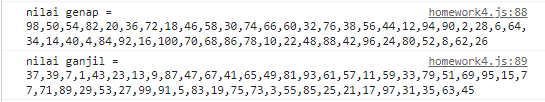 nilai genap = homework4.js:88
98,50,54,82,20,36,72,18,46,58,30,74,66,60,32,76,38,56,44,12,94,90,2,28,6,64,
34,14,40,4,84,92,16,100,70,68,86,78,10,22,48,88,42,96,24,80,52,8,62,26
nilai ganjil = homework4.js:89
37,39,7,1,43,23,13,9,87,47,67,41,65,49,81,93,61,57,11,59,33,79,51,69,95,15,7
7,71,89,29,53,27,99,91,5,83,19,75,73,3,55,85,25,21,17,97,31,35,63,45